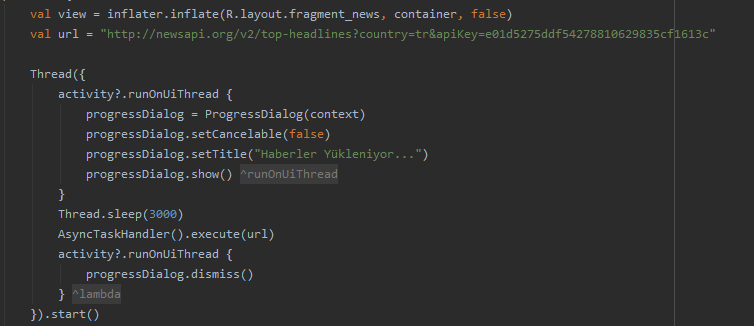 val view = inflater.inflate(R.layout.fragment_news, container, false)
val url = "http://newsapi.org/v2/top-headlines?country=tr&apiKey=e01d5275ddf54278810629835cf1613c"
Thread({
activity?.runOnUiThread {
progressDialog = ProgressDialog(context)
progressDialog.setCancelable(false)
progressDialog.setTitle("Haberler Yükleniyor...")
progressDialog.show() ^runOnUiThread
}
Thread.sleep(3000)
AsyncTaskHandler().execute(url)
activity?.runOnUiThread {
progressDialog.dismiss()
} ^lambda
}).start()